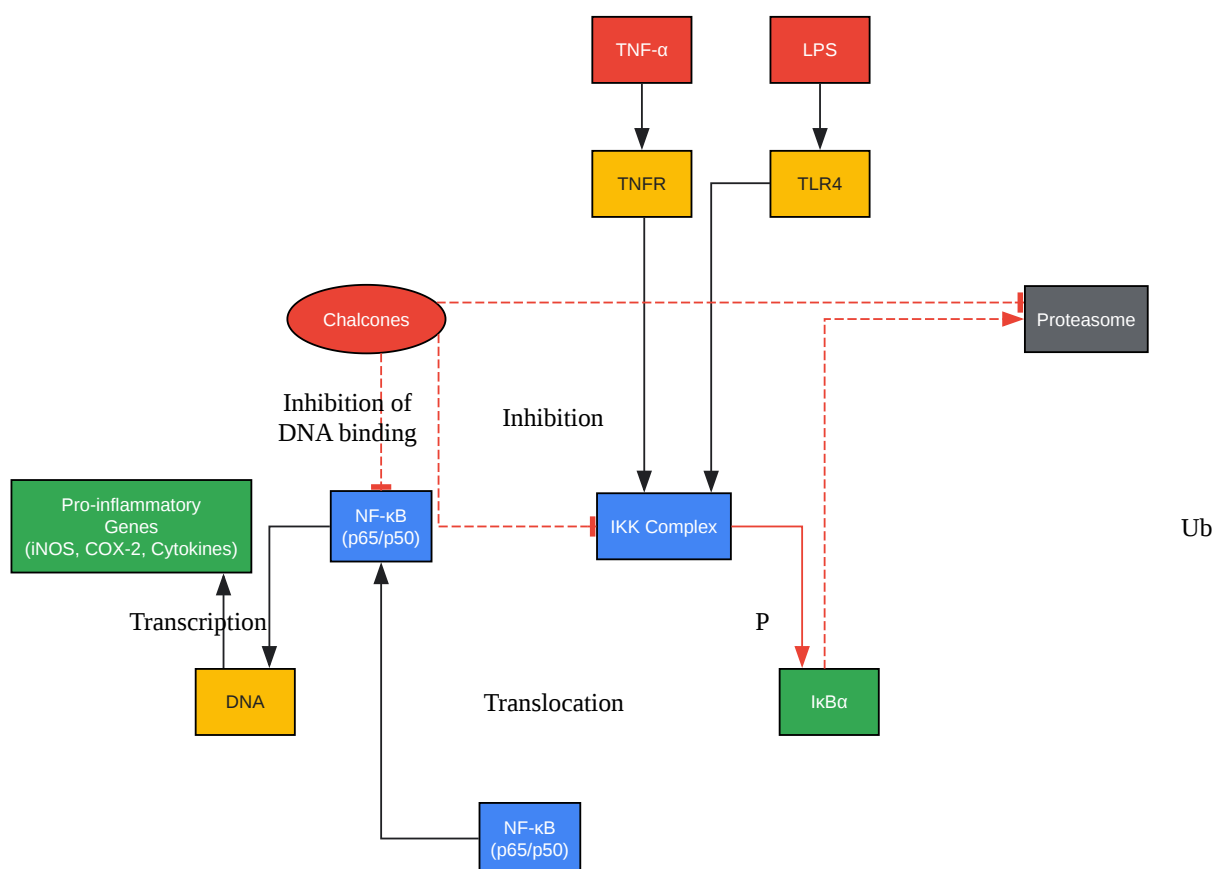 TNF-α
LPS
TNFR
TLR4
Chalcones
Proteasome
Inhibition of
DNA binding
Inhibition
Pro-inflammatory
Genes
(iNOS, COX-2, Cytokines)
NF-κB
(p65/p50)
IKK Complex
Ub
Transcription
P
DNA
Translocation
IκBα
NF-κB
(p65/p50)